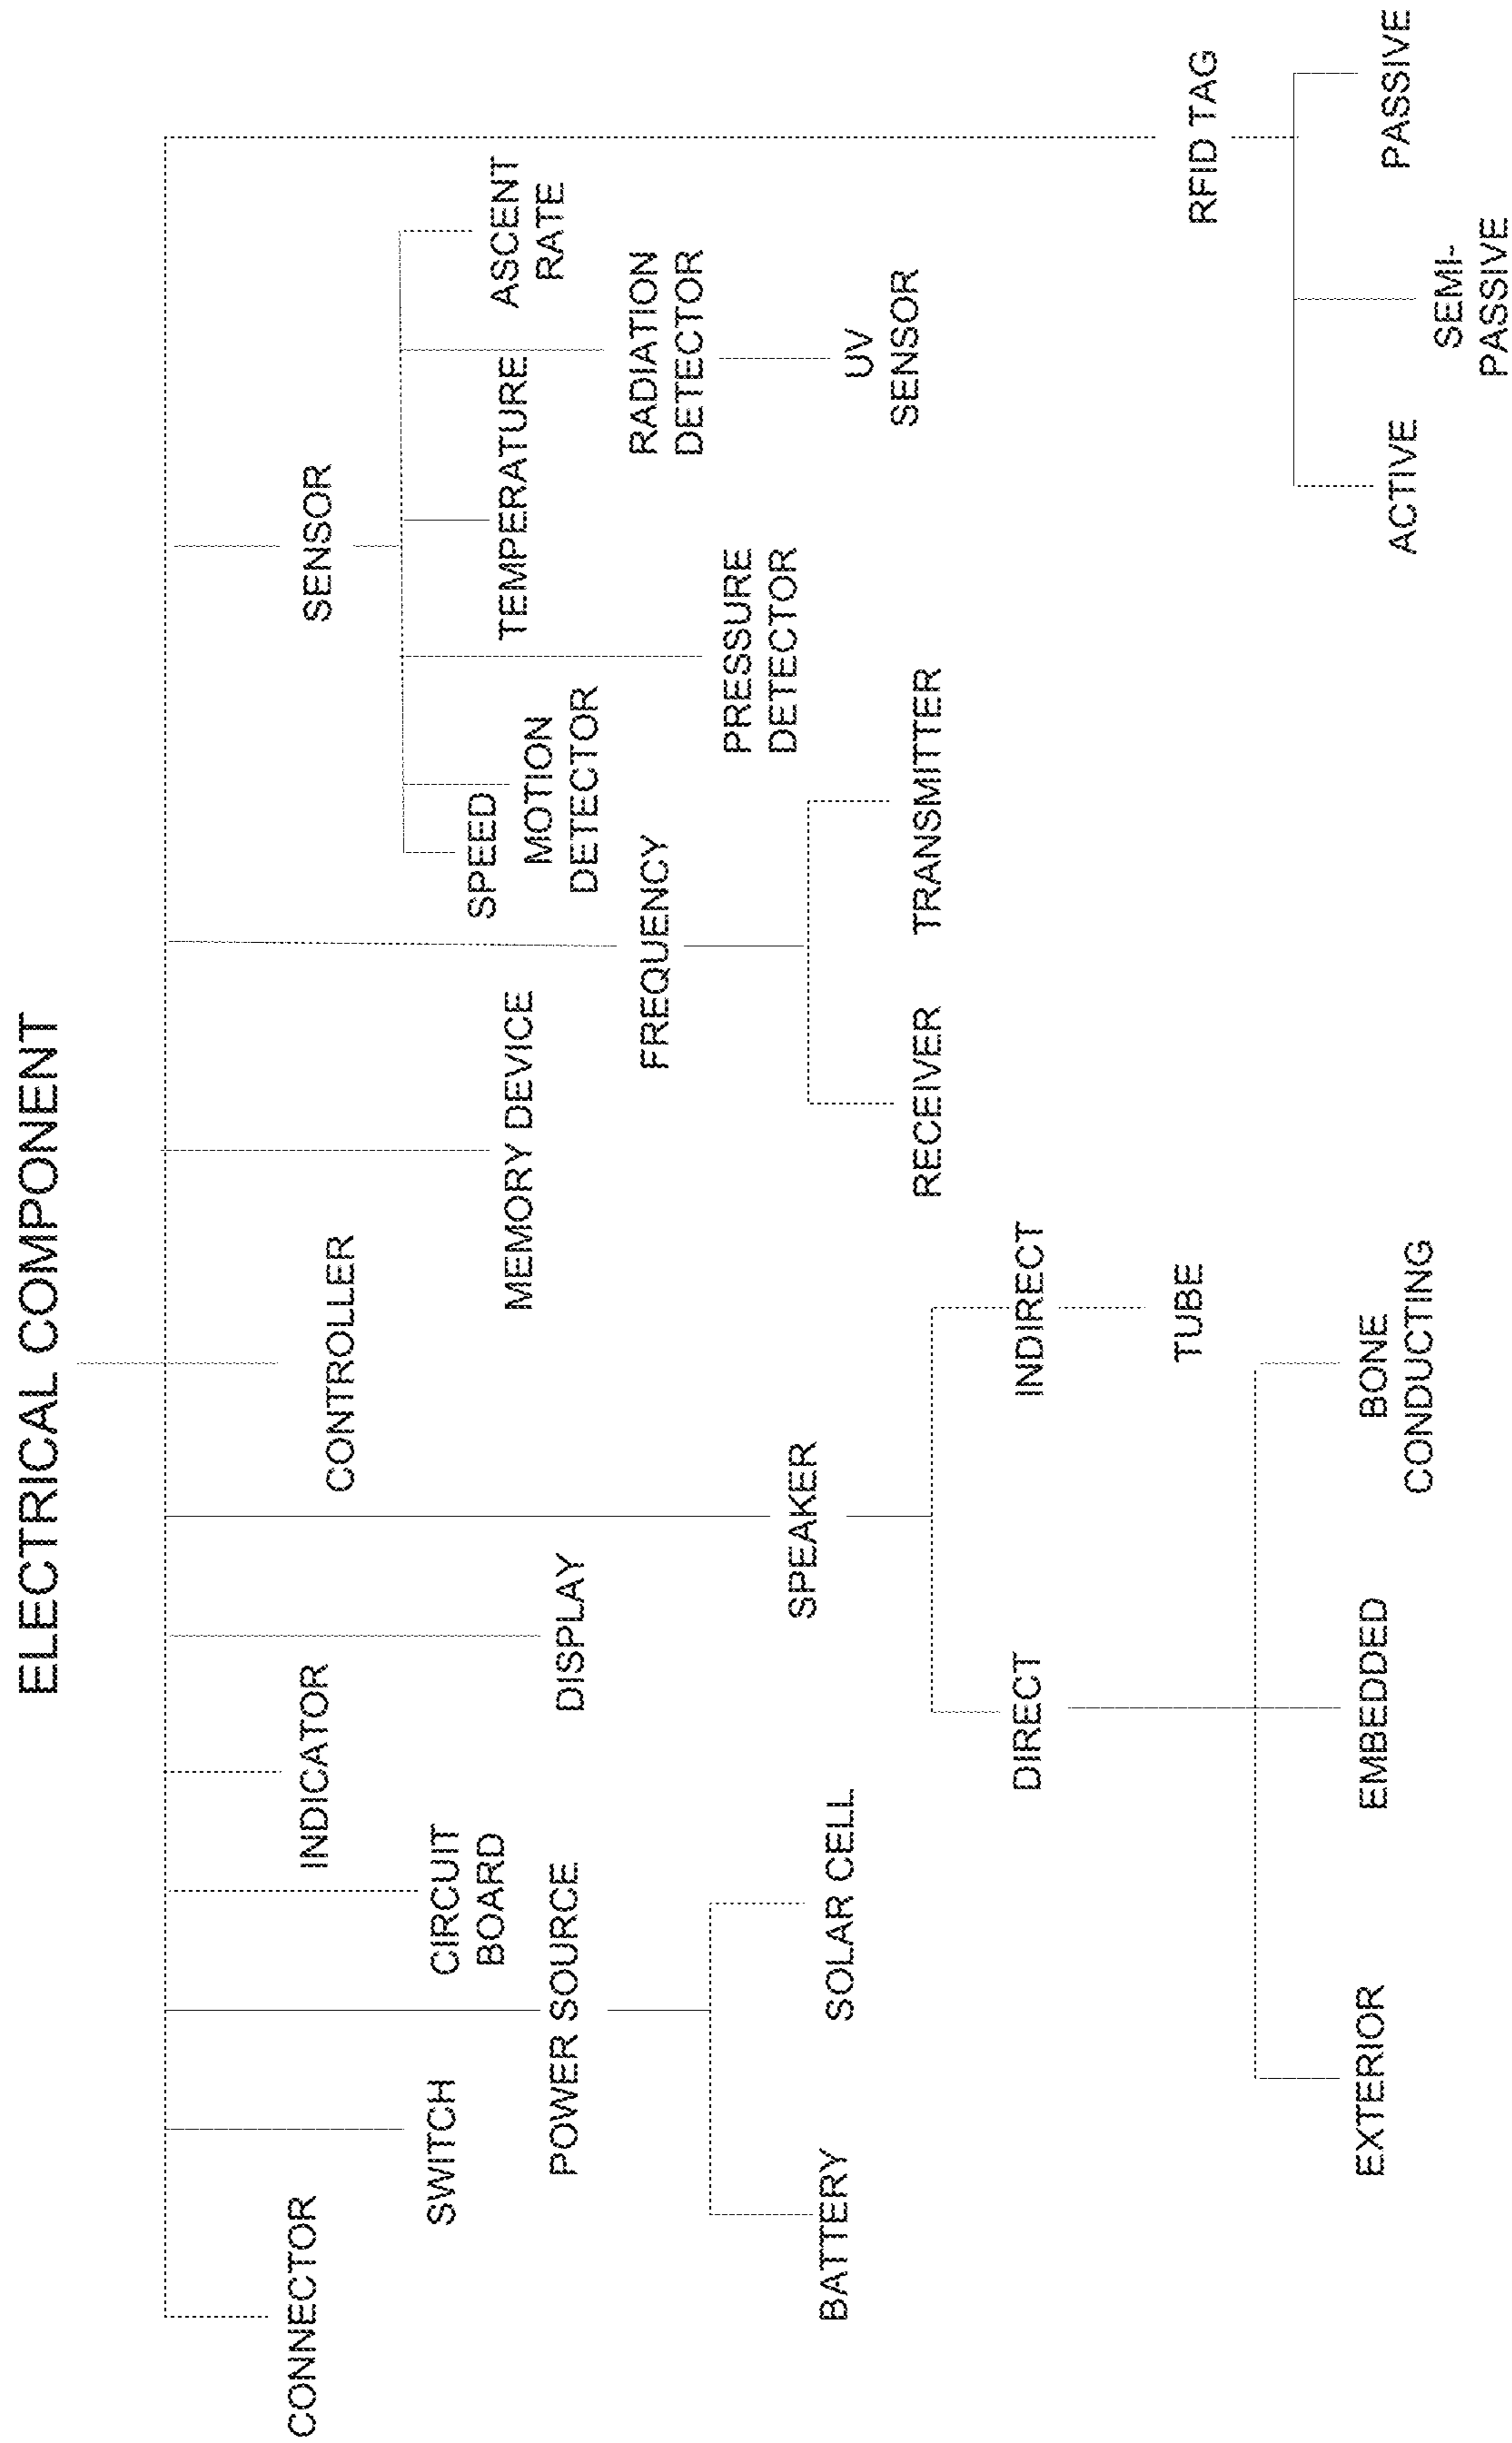 ELECTRICAL COMPONENT
CONNECTOR
SWITCH
POWER SOURCE
BATTERY
SOLAR CELL
CIRCUIT
BOARD
INDICATOR
DISPLAY
SPEAKER
DIRECT
EXTERIOR
EMBEDDED
BONE
CONDUCTING
INDIRECT
TUBE
CONTROLLER
MEMORY DEVICE
FREQUENCY
RECEIVER
TRANSMITTER
SENSOR
SPEED
MOTION
DETECTOR
PRESSURE
DETECTOR
TEMPERATURE
RADIATION
DETECTOR
UV
SENSOR
ASCENT
RATE
RFID TAG
ACTIVE
SEMI-
PASSIVE
PASSIVE